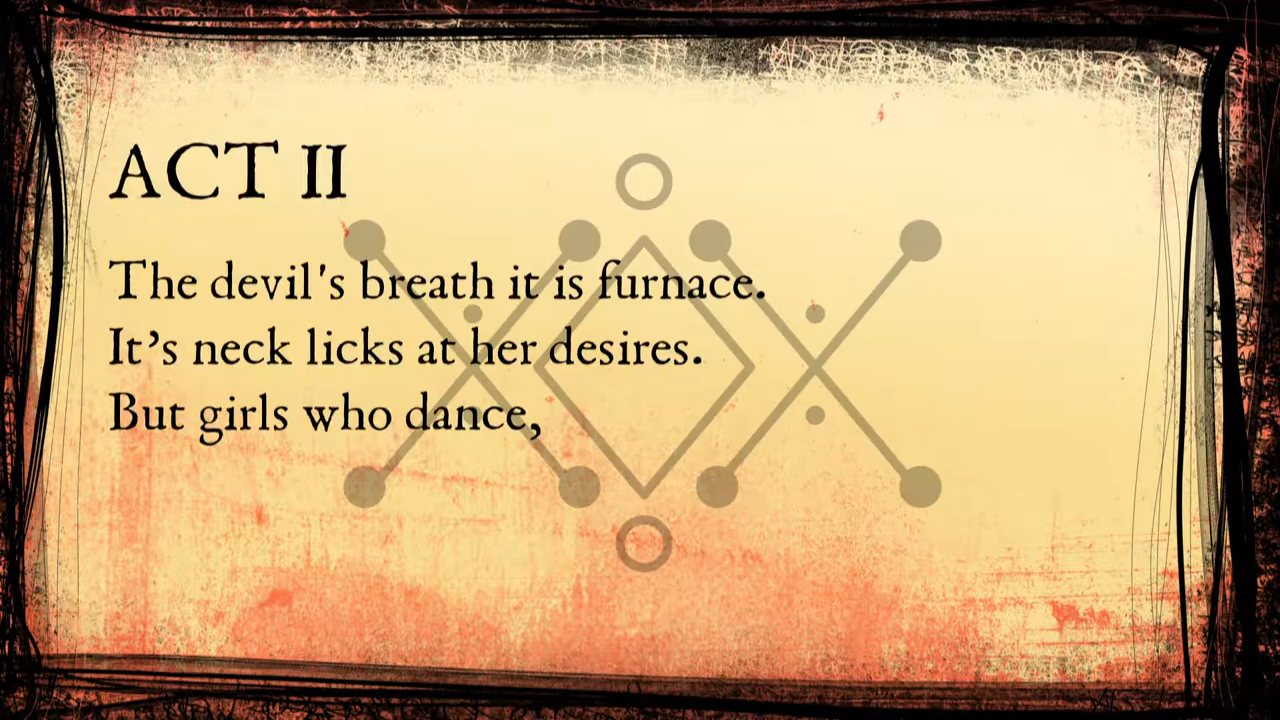 ACT II
The devil's breath it is furnace.
It’s neck licks at her desires.
But girls who dance,